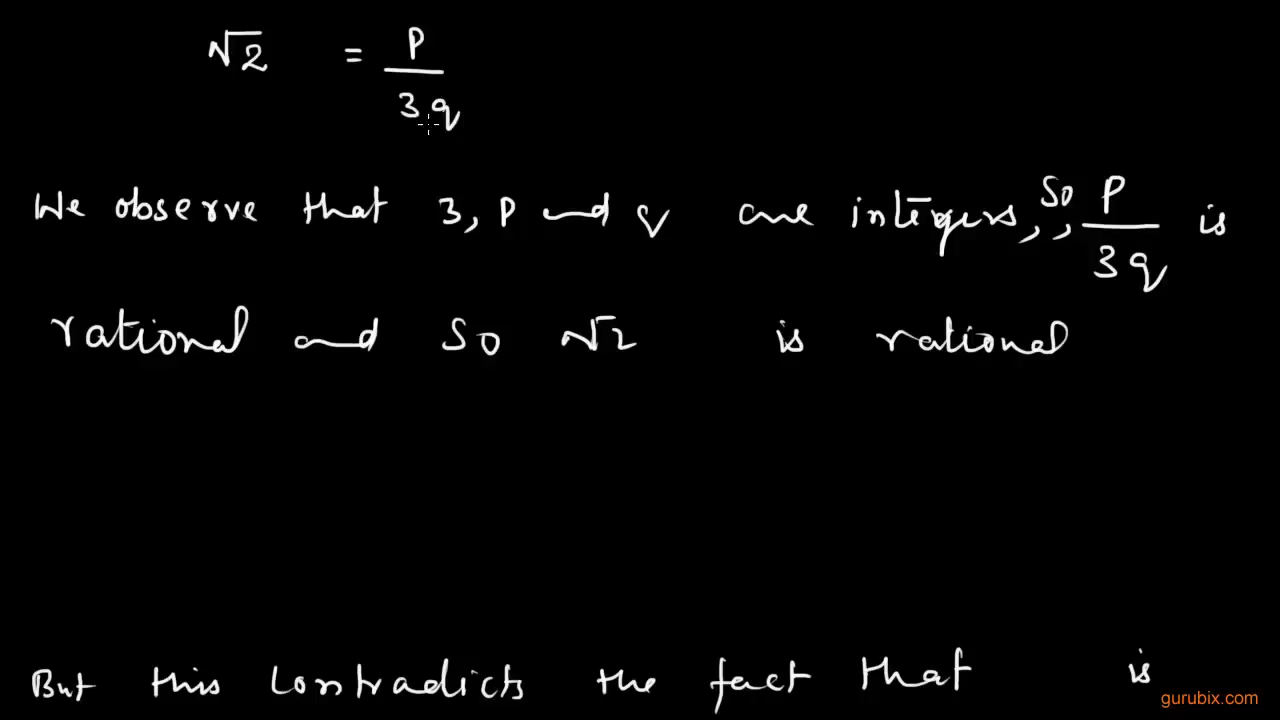 √2 = P/3q
We observe that 3, P and q are integers,, so P/3q is
rational and so √2 is rational
But this contradicts the fact that is
gurubix.com